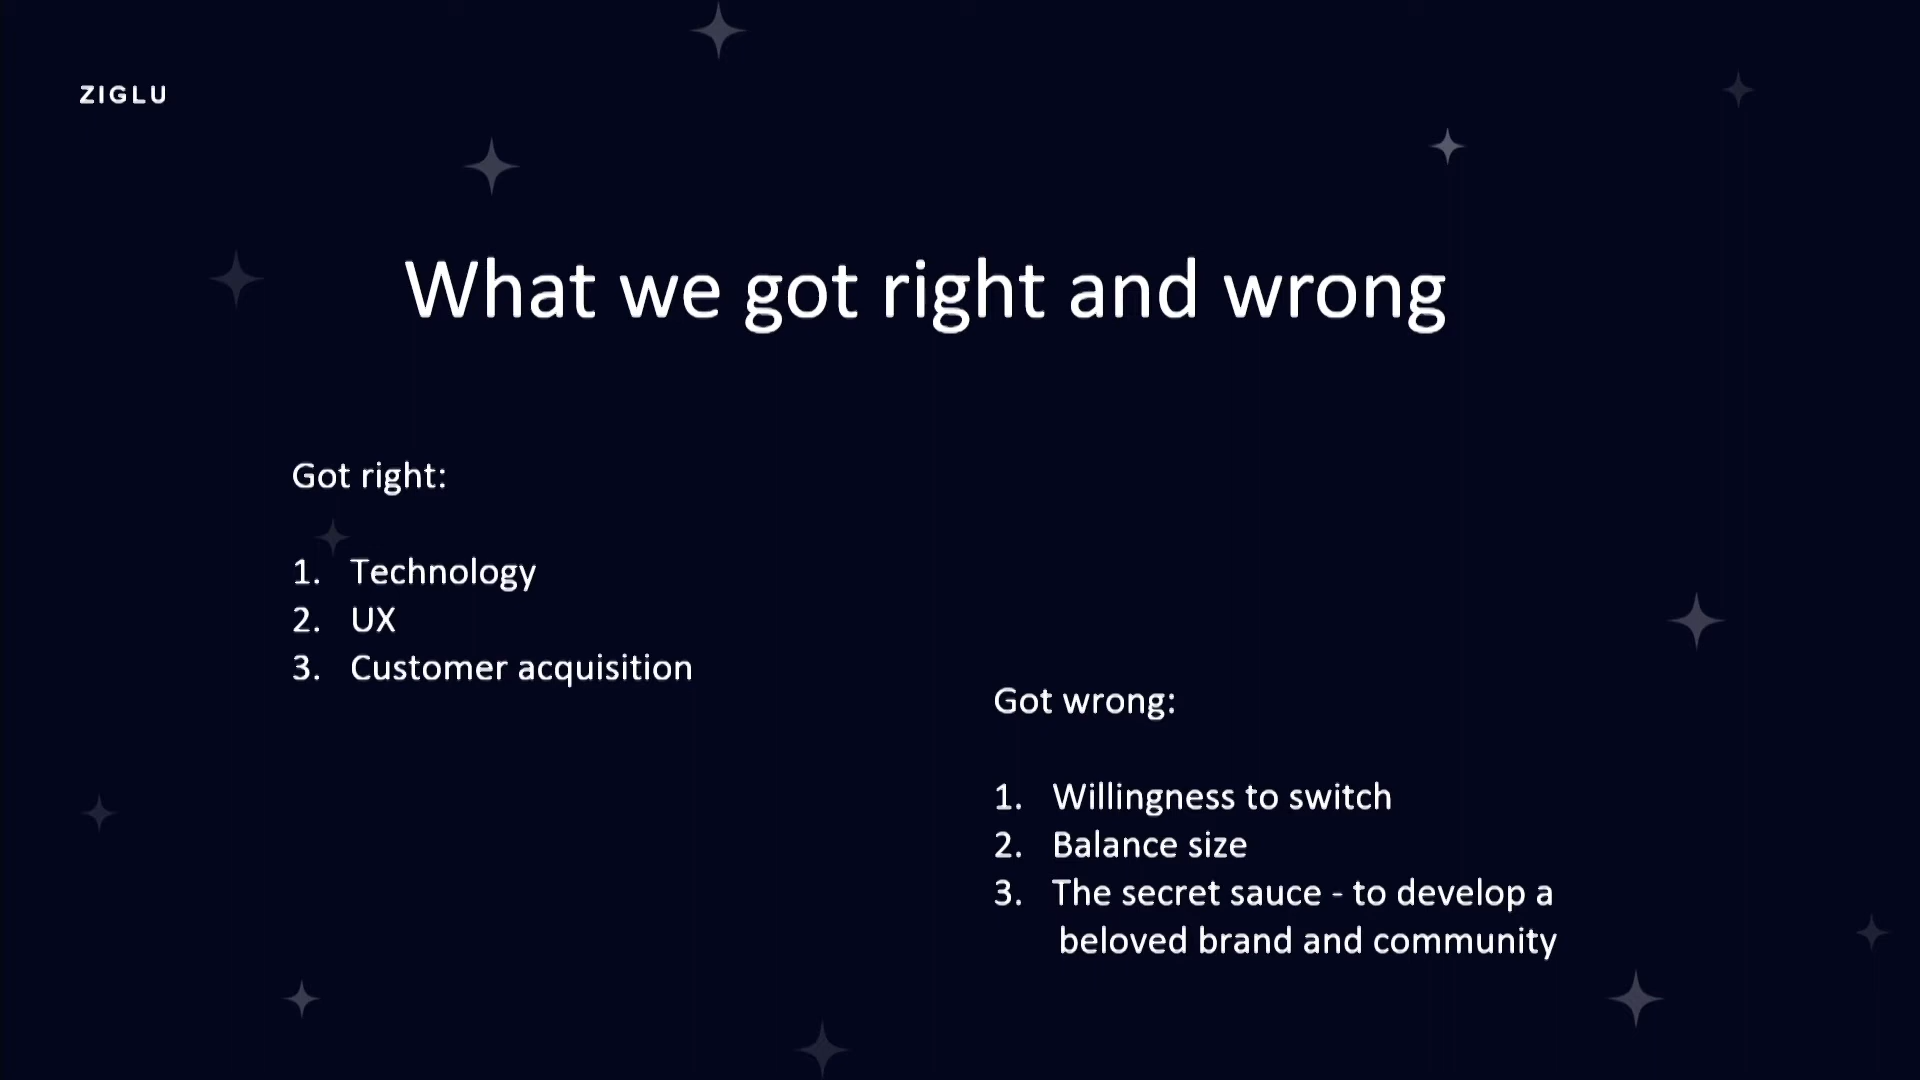 ZIGLU
What we got right and wrong
Got right:
1. Technology
2. UX
3. Customer acquisition
Got wrong:
1. Willingness to switch
2. Balance size
3. The secret sauce - to develop a
beloved brand and community